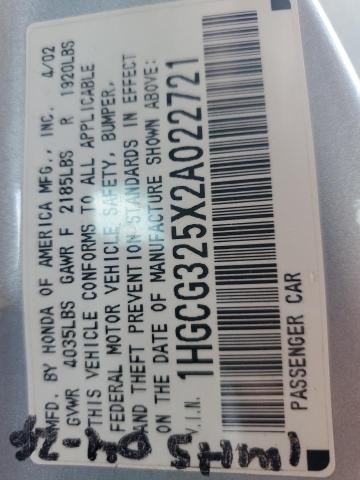 MFD. BY HONDA OF AMERICA MFG., INC. 4/02
GVWR 4035LBS GAWR F 2185LBS R 1920LBS
THIS VEHICLE CONFORMS TO ALL APPLICABLE
FEDERAL MOTOR VEHICLE SAFETY, BUMPER,
AND THEFT PREVENTION STANDARDS IN EFFECT
ON THE DATE OF MANUFACTURE SHOWN ABOVE:
V.I.N. 1HGCG325X2A022721
PASSENGER CAR